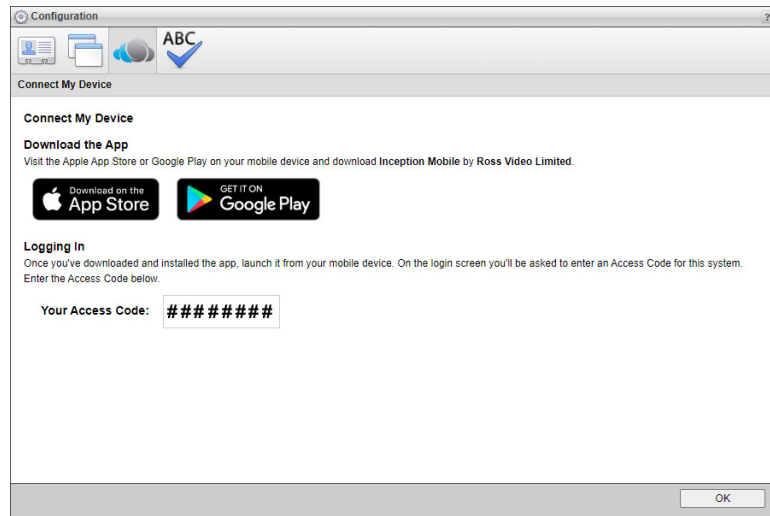 Configuration
?
ABC
Connect My Device
Connect My Device
Download the App
Visit the Apple App Store or Google Play on your mobile device and download Inception Mobile by Ross Video Limited.
Download on the
App Store
GET IT ON
Google Play
Logging In
Once you've downloaded and installed the app, launch it from your mobile device. On the login screen you'll be asked to enter an Access Code for this system.
Enter the Access Code below.
Your Access Code: ########
OK